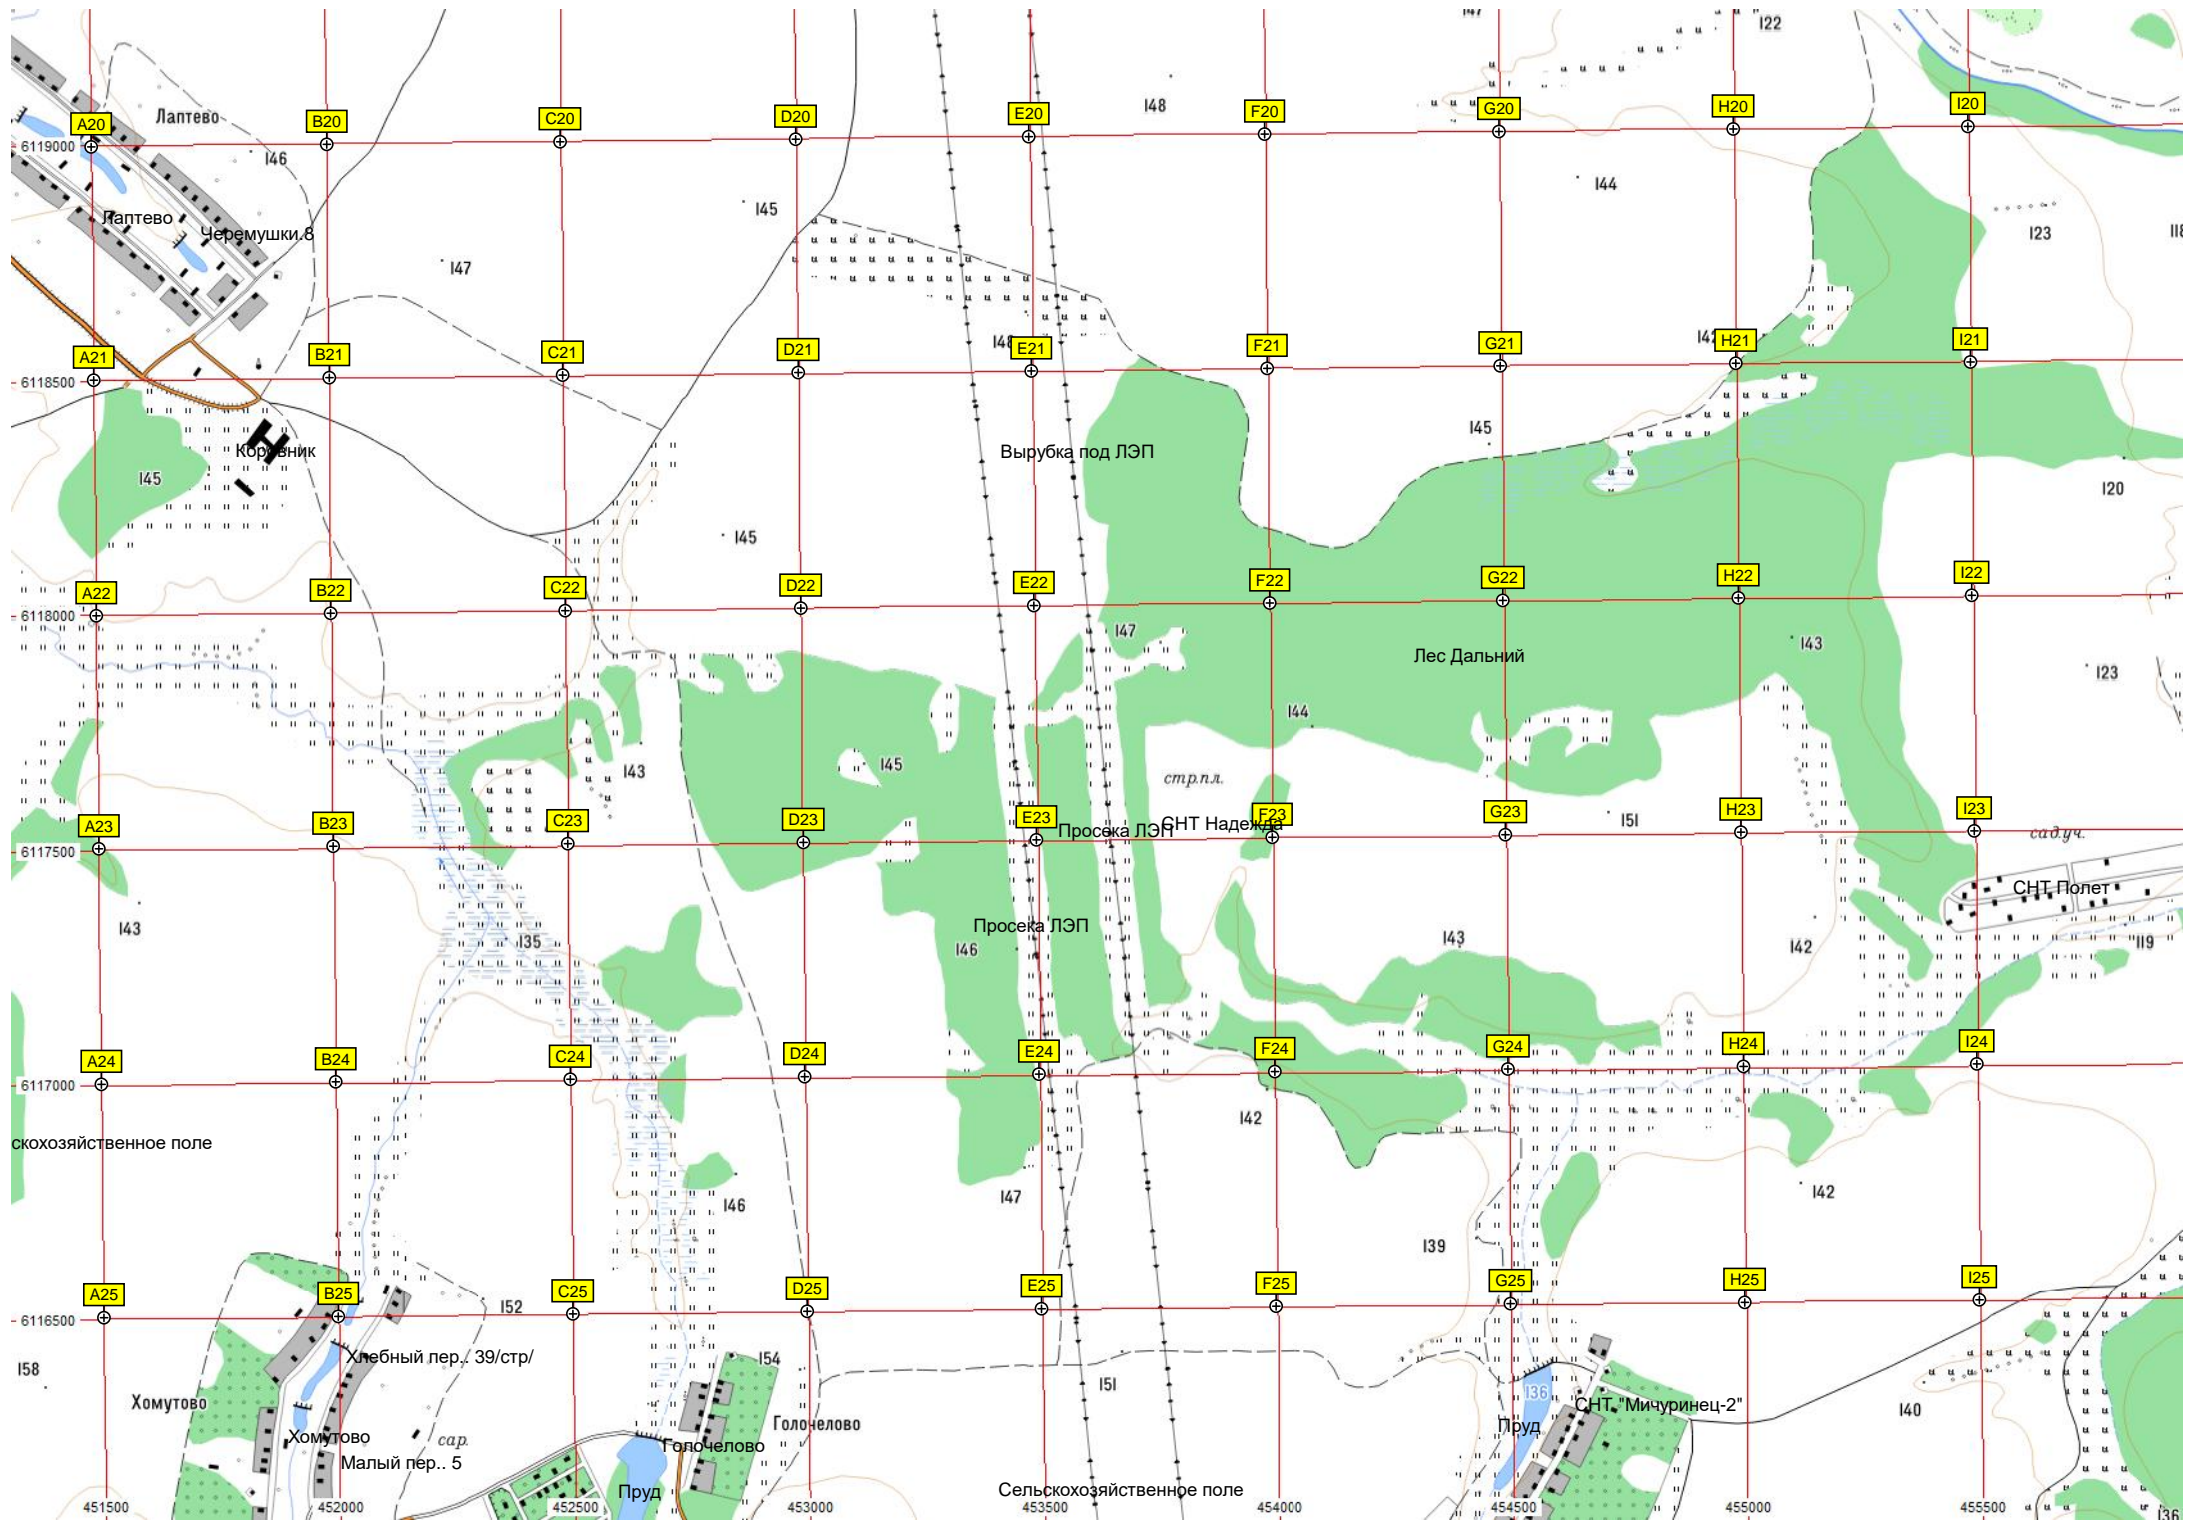 147
122
Лаптево
148
A20
B20
C20
D20
E20
F20
G20
H20
I20
6119000
146
144
Лаптево
Черемушки.8
145
123
118
147
148
142
A21
B21
C21
D21
E21
F21
G21
H21
I21
6118500
Коровник
Вырубка под ЛЭП
145
145
120
145
A22
B22
C22
D22
E22
F22
G22
H22
I22
6118000
147
Лес Дальний
143
123
144
143
145
стр.пл.
A23
B23
C23
D23
E23
F23
G23
H23
I23
151
Просека ЛЭП
СНТ Надежда
сад.уч.
6117500
СНТ Полет
143
135
Просека ЛЭП
146
143
142
119
A24
B24
C24
D24
E24
F24
G24
H24
I24
6117000
142
скохозяйственное поле
147
146
142
139
A25
B25
C25
D25
E25
F25
G25
H25
I25
152
6116500
158
Хлебный пер.. 39/стр/
154
151
136
Хомутово
Голочелово
СНТ "Мичуринец-2"
140
Хомутово
сар.
Голочелово
Пруд
Малый пер.. 5
Пруд
Сельскохозяйственное поле
451500
452000
452500
453000
453500
454000
454500
455000
455500
136